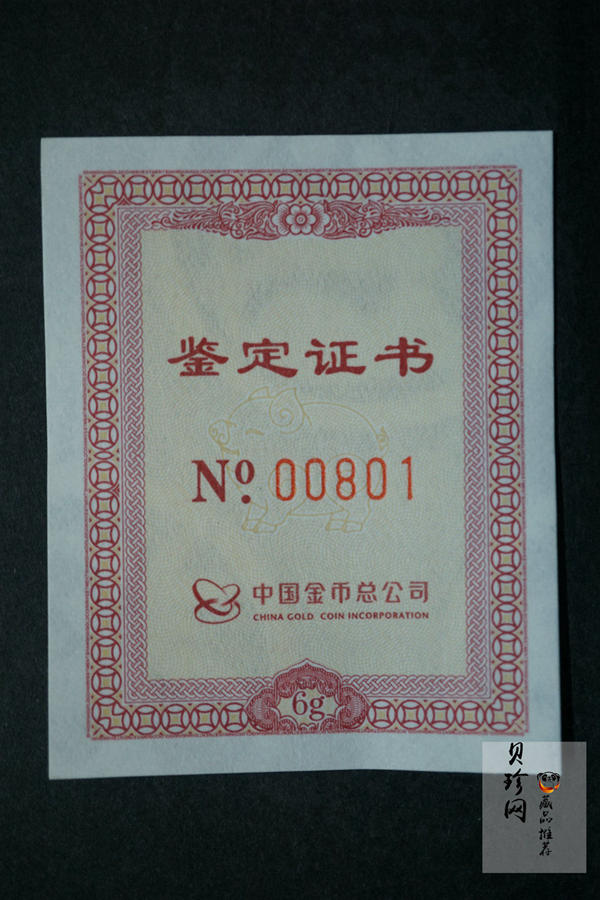 鉴定证书
Nº. 00801
中国金币总公司
CHINA GOLD COIN INCORPORATION
6g
贝珍网
藏品推荐